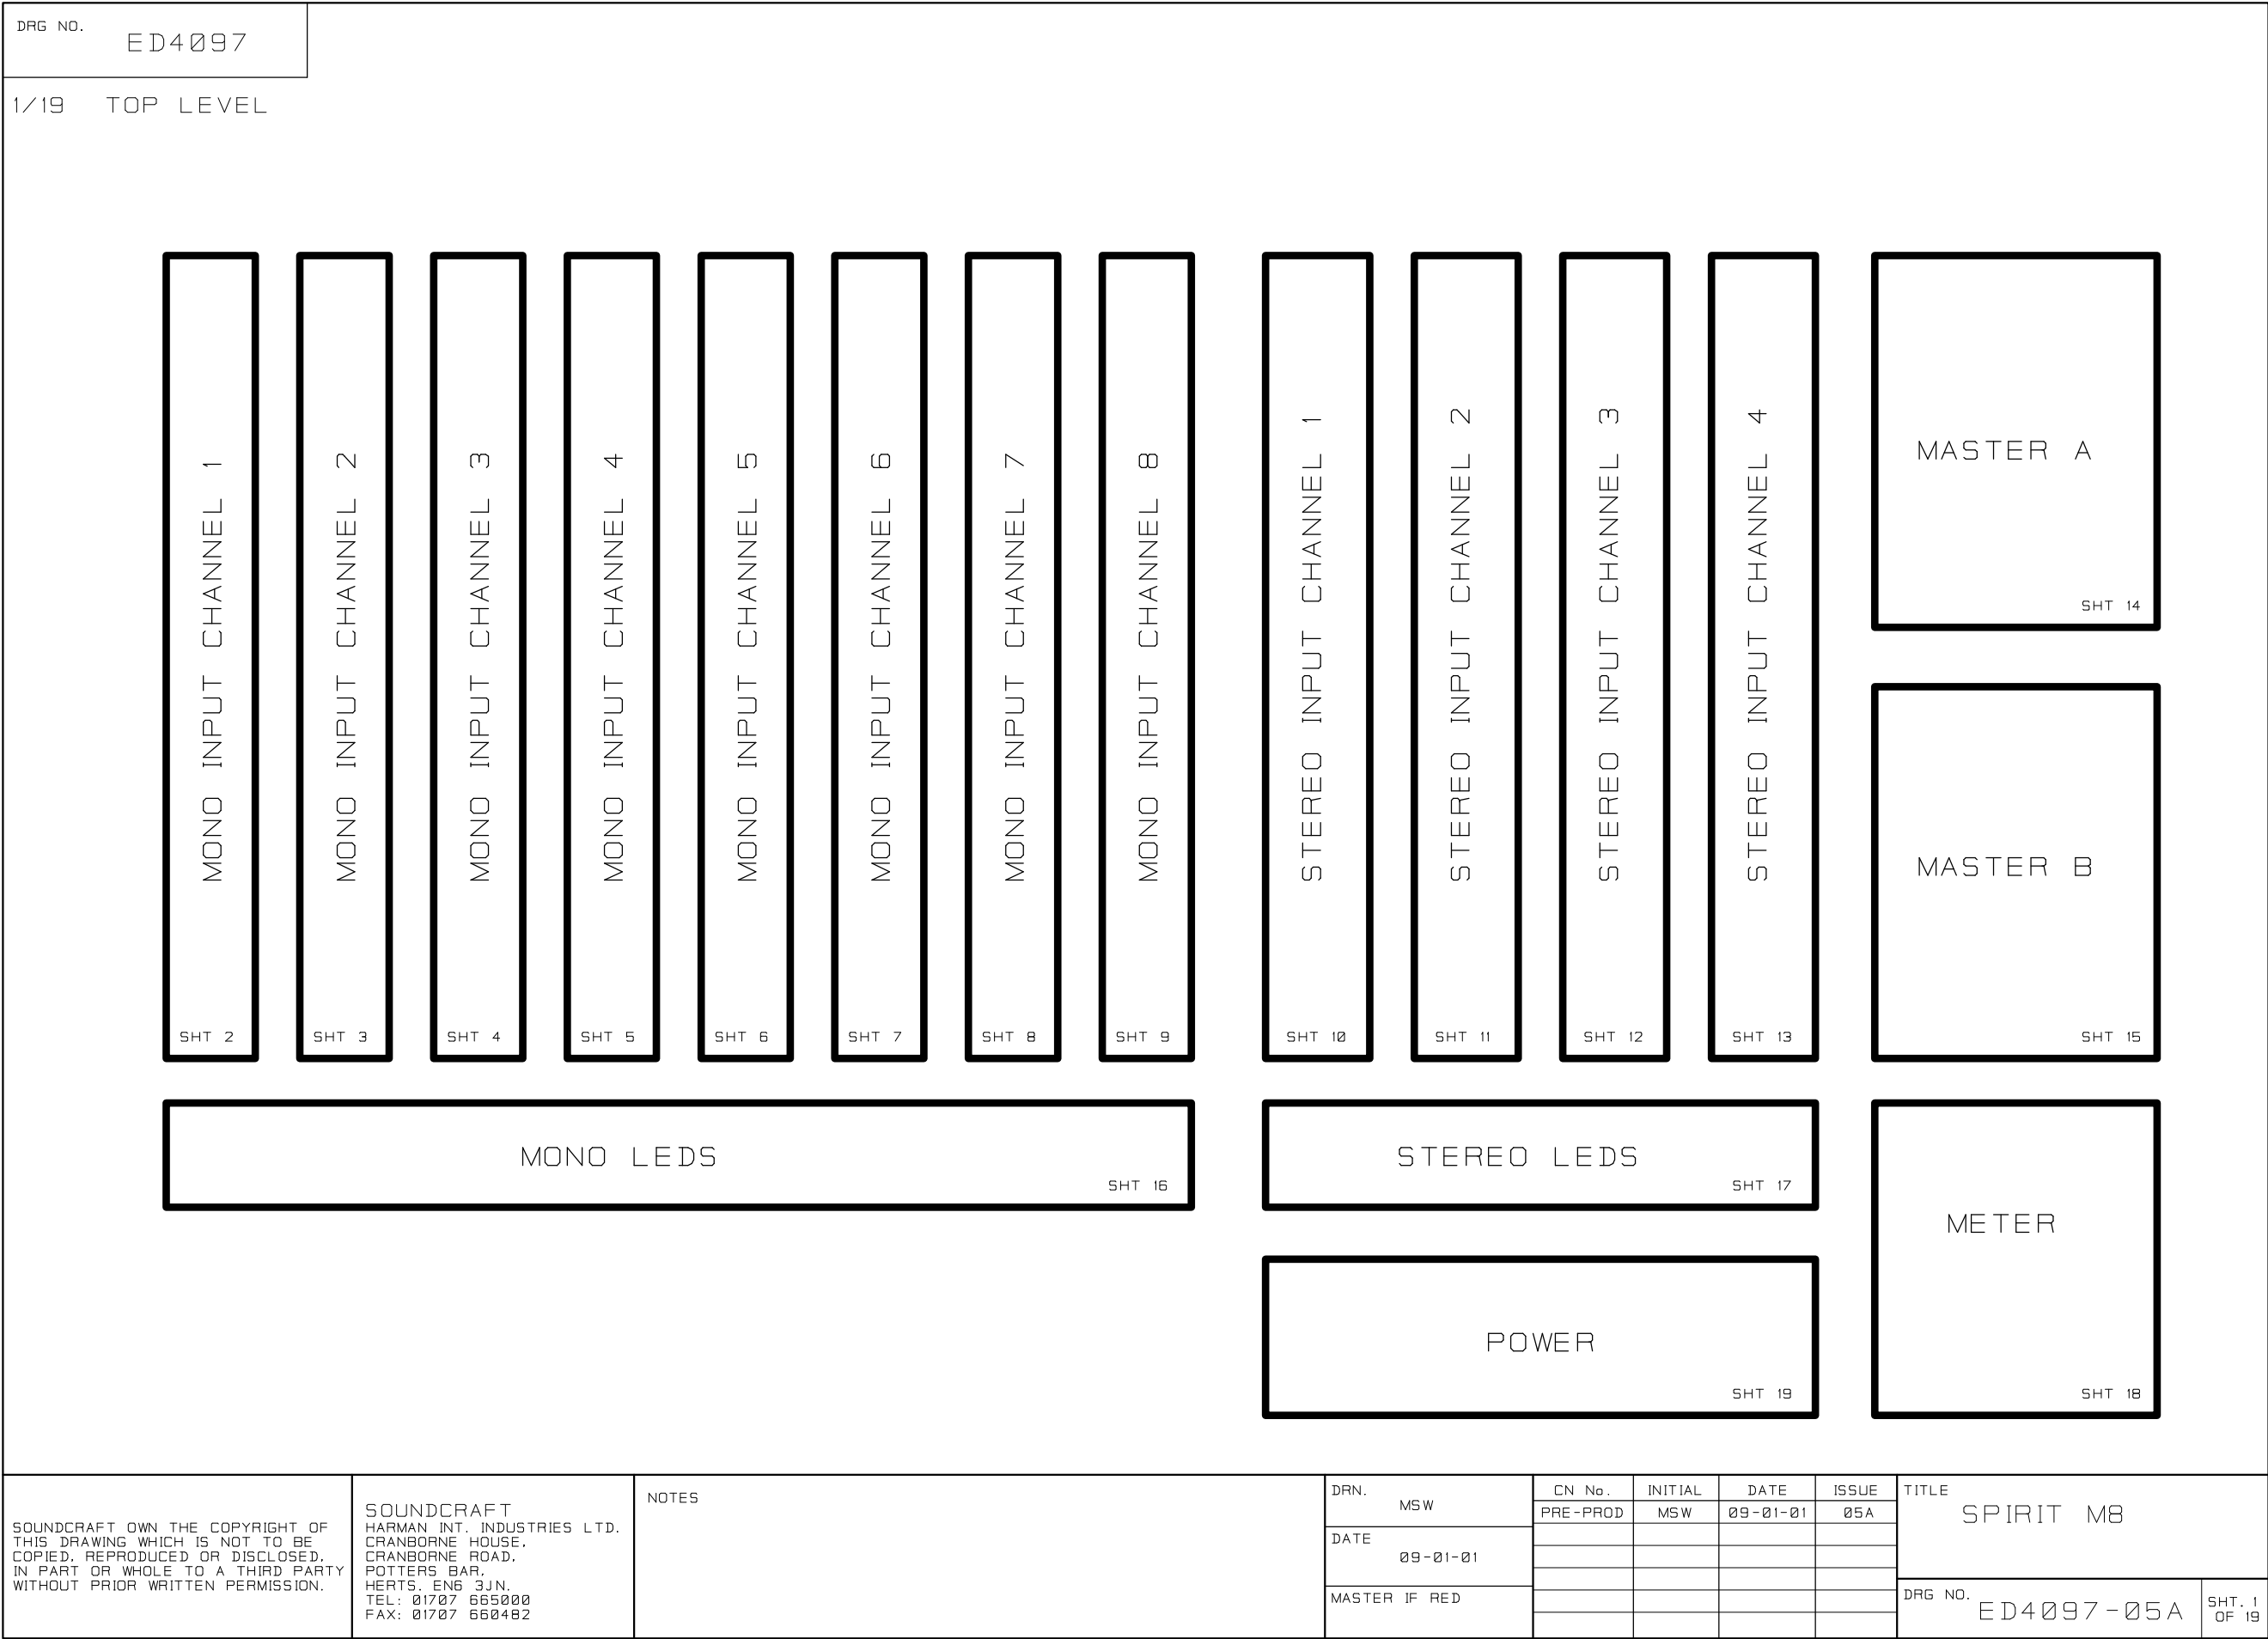 DRG NO. ED4097
1/19 TOP LEVEL
MONO INPUT CHANNEL 1
SHT 2
MONO INPUT CHANNEL 2
SHT 3
MONO INPUT CHANNEL 3
SHT 4
MONO INPUT CHANNEL 4
SHT 5
MONO INPUT CHANNEL 5
SHT 6
MONO INPUT CHANNEL 6
SHT 7
MONO INPUT CHANNEL 7
SHT 8
MONO INPUT CHANNEL 8
SHT 9
STEREO INPUT CHANNEL 1
SHT 10
STEREO INPUT CHANNEL 2
SHT 11
STEREO INPUT CHANNEL 3
SHT 12
STEREO INPUT CHANNEL 4
SHT 13
MASTER A
SHT 14
MASTER B
SHT 15
MONO LEDS
SHT 16
STEREO LEDS
SHT 17
METER
SHT 18
POWER
SHT 19
SOUNDCRAFT OWN THE COPYRIGHT OF
THIS DRAWING WHICH IS NOT TO BE
COPIED, REPRODUCED OR DISCLOSED,
IN PART OR WHOLE TO A THIRD PARTY
WITHOUT PRIOR WRITTEN PERMISSION.
SOUNDCRAFT
HARMAN INT. INDUSTRIES LTD.
CRANBORNE HOUSE,
CRANBORNE ROAD,
POTTERS BAR,
HERTS. EN6 3JN.
TEL: 01707 665000
FAX: 01707 660482
NOTES
DRN.
MSW
DATE
09-01-01
MASTER IF RED
CN No. INITIAL DATE ISSUE
PRE-PROD MSW 09-01-01 05A
TITLE
SPIRIT M8
DRG NO.
ED4097-05A
SHT. 1
OF 19